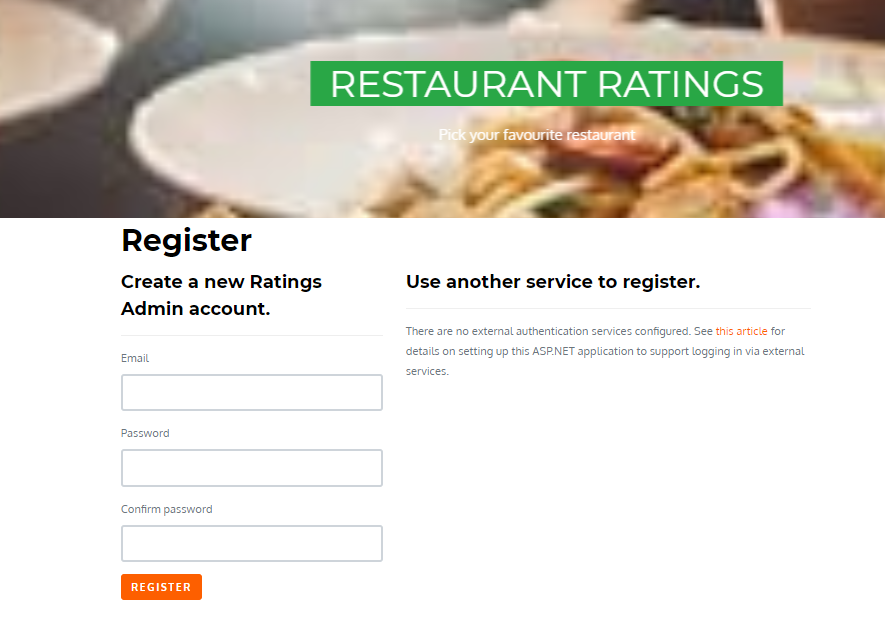 RESTAURANT RATINGS
Pick your favourite restaurant
Register
Create a new Ratings
Admin account.
Email
Password
Confirm password
REGISTER
Use another service to register.
There are no external authentication services configured. See this article for
details on setting up this ASP.NET application to support logging in via external
services.